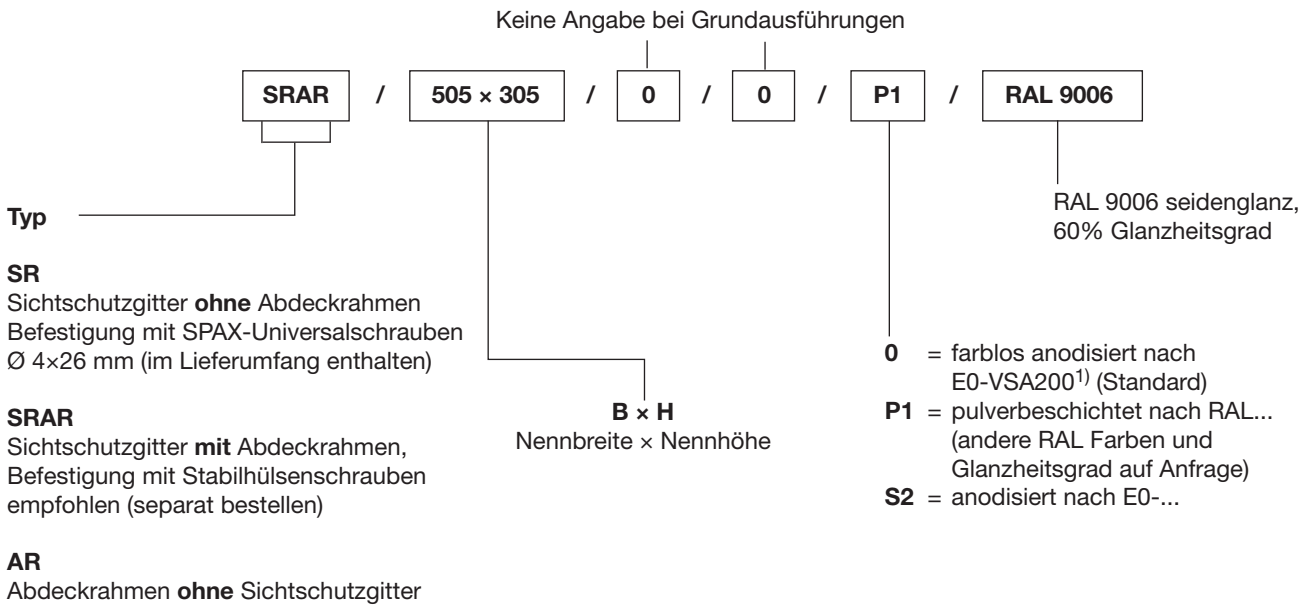 Keine Angabe bei Grundausführungen
SRAR / 505 × 305 / 0 / 0 / P1 / RAL 9006
RAL 9006 seidenglanz,
60% Glanzheitsgrad
Typ
SR
Sichtschutzgitter ohne Abdeckrahmen
Befestigung mit SPAX-Universalschrauben
Ø 4×26 mm (im Lieferumfang enthalten)
SRAR
Sichtschutzgitter mit Abdeckrahmen,
Befestigung mit Stabilhülsenschrauben
empfohlen (separat bestellen)
AR
Abdeckrahmen ohne Sichtschutzgitter
B × H
Nennbreite × Nennhöhe
0 = farblos anodisiert nach
E0-VSA2001) (Standard)
P1 = pulverbeschichtet nach RAL...
(andere RAL Farben und
Glanzheitsgrad auf Anfrage)
S2 = anodisiert nach E0-...